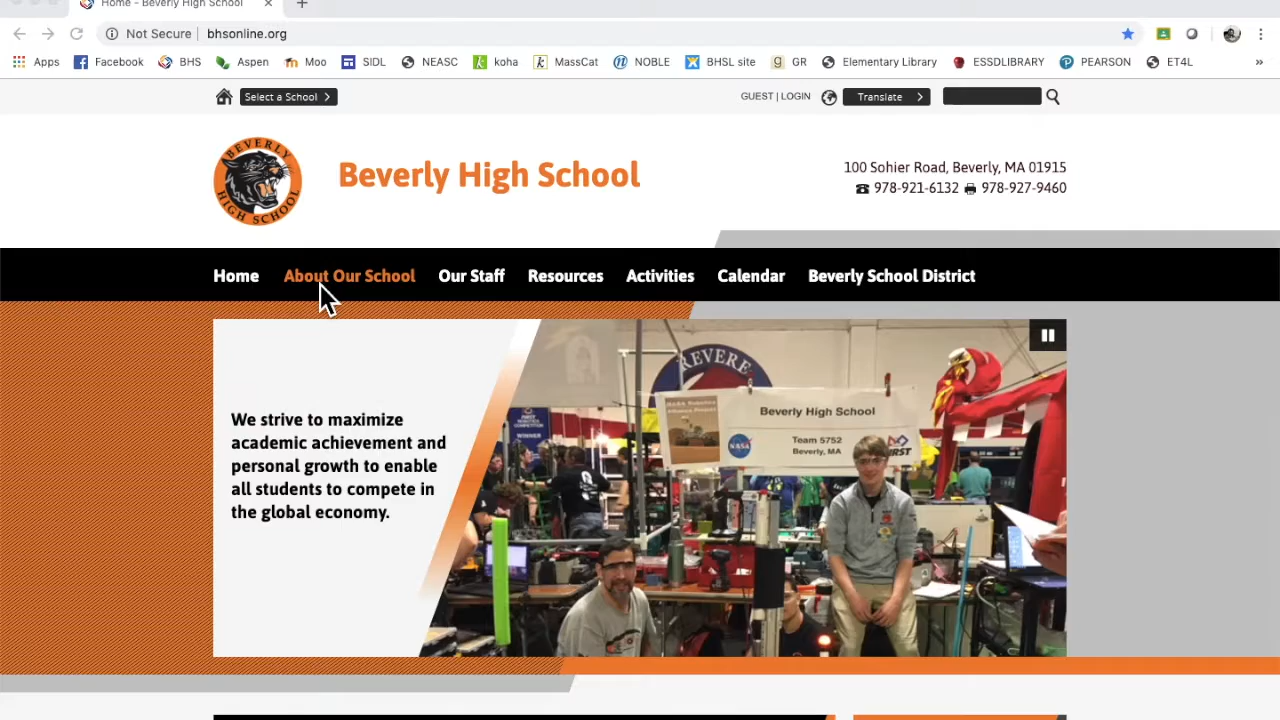 Home - Beverly High School
Not Secure | bhsonline.org
Apps Facebook BHS Aspen Moo SIDL NEASC koha MassCat NOBLE BHSL site GR Elementary Library ESSDLIBRARY PEARSON ET4L »
Select a School
GUEST | LOGIN
Translate
BEVERLY HIGH SCHOOL
Beverly High School
100 Sohier Road, Beverly, MA 01915
978-921-6132 978-927-9460
Home About Our School Our Staff Resources Activities Calendar Beverly School District
We strive to maximize
academic achievement and
personal growth to enable
all students to compete in
the global economy.
REVERE
Beverly High School
Team 5752
Beverly, MA
NASA
FIRST
WINNER